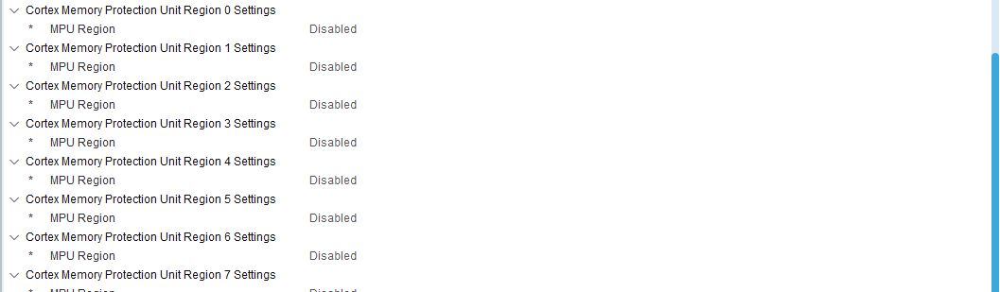 Cortex Memory Protection Unit Region 0 Settings
* MPU Region Disabled
Cortex Memory Protection Unit Region 1 Settings
* MPU Region Disabled
Cortex Memory Protection Unit Region 2 Settings
* MPU Region Disabled
Cortex Memory Protection Unit Region 3 Settings
* MPU Region Disabled
Cortex Memory Protection Unit Region 4 Settings
* MPU Region Disabled
Cortex Memory Protection Unit Region 5 Settings
* MPU Region Disabled
Cortex Memory Protection Unit Region 6 Settings
* MPU Region Disabled
Cortex Memory Protection Unit Region 7 Settings
* MPU Region Disabled